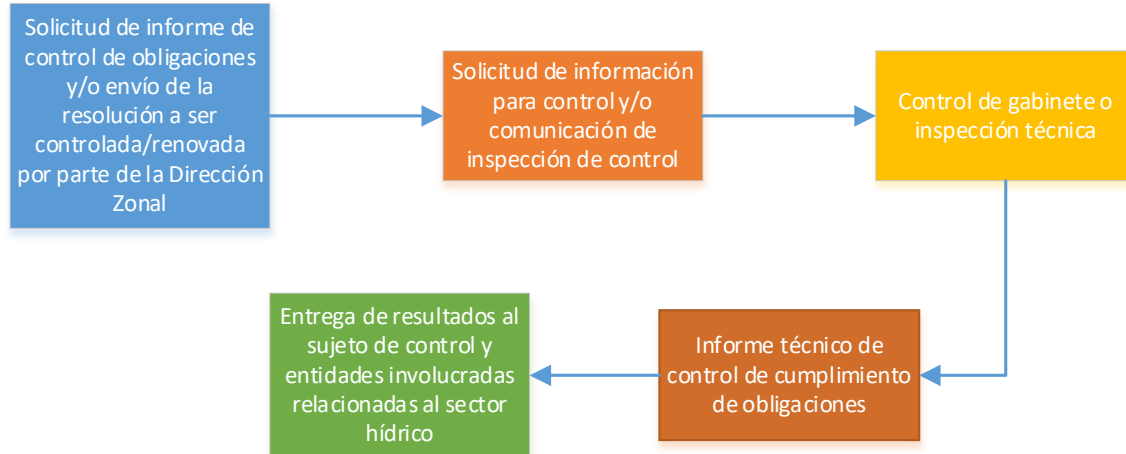 Solicitud de informe de
control de obligaciones
y/o envío de la
resolución a ser
controlada/renovada
por parte de la Dirección
Zonal
Solicitud de información
para control y/o
comunicación de
inspección de control
Control de gabinete o
inspección técnica
Informe técnico de
control de cumplimiento
de obligaciones
Entrega de resultados al
sujeto de control y
entidades involucradas
relacionadas al sector
hídrico